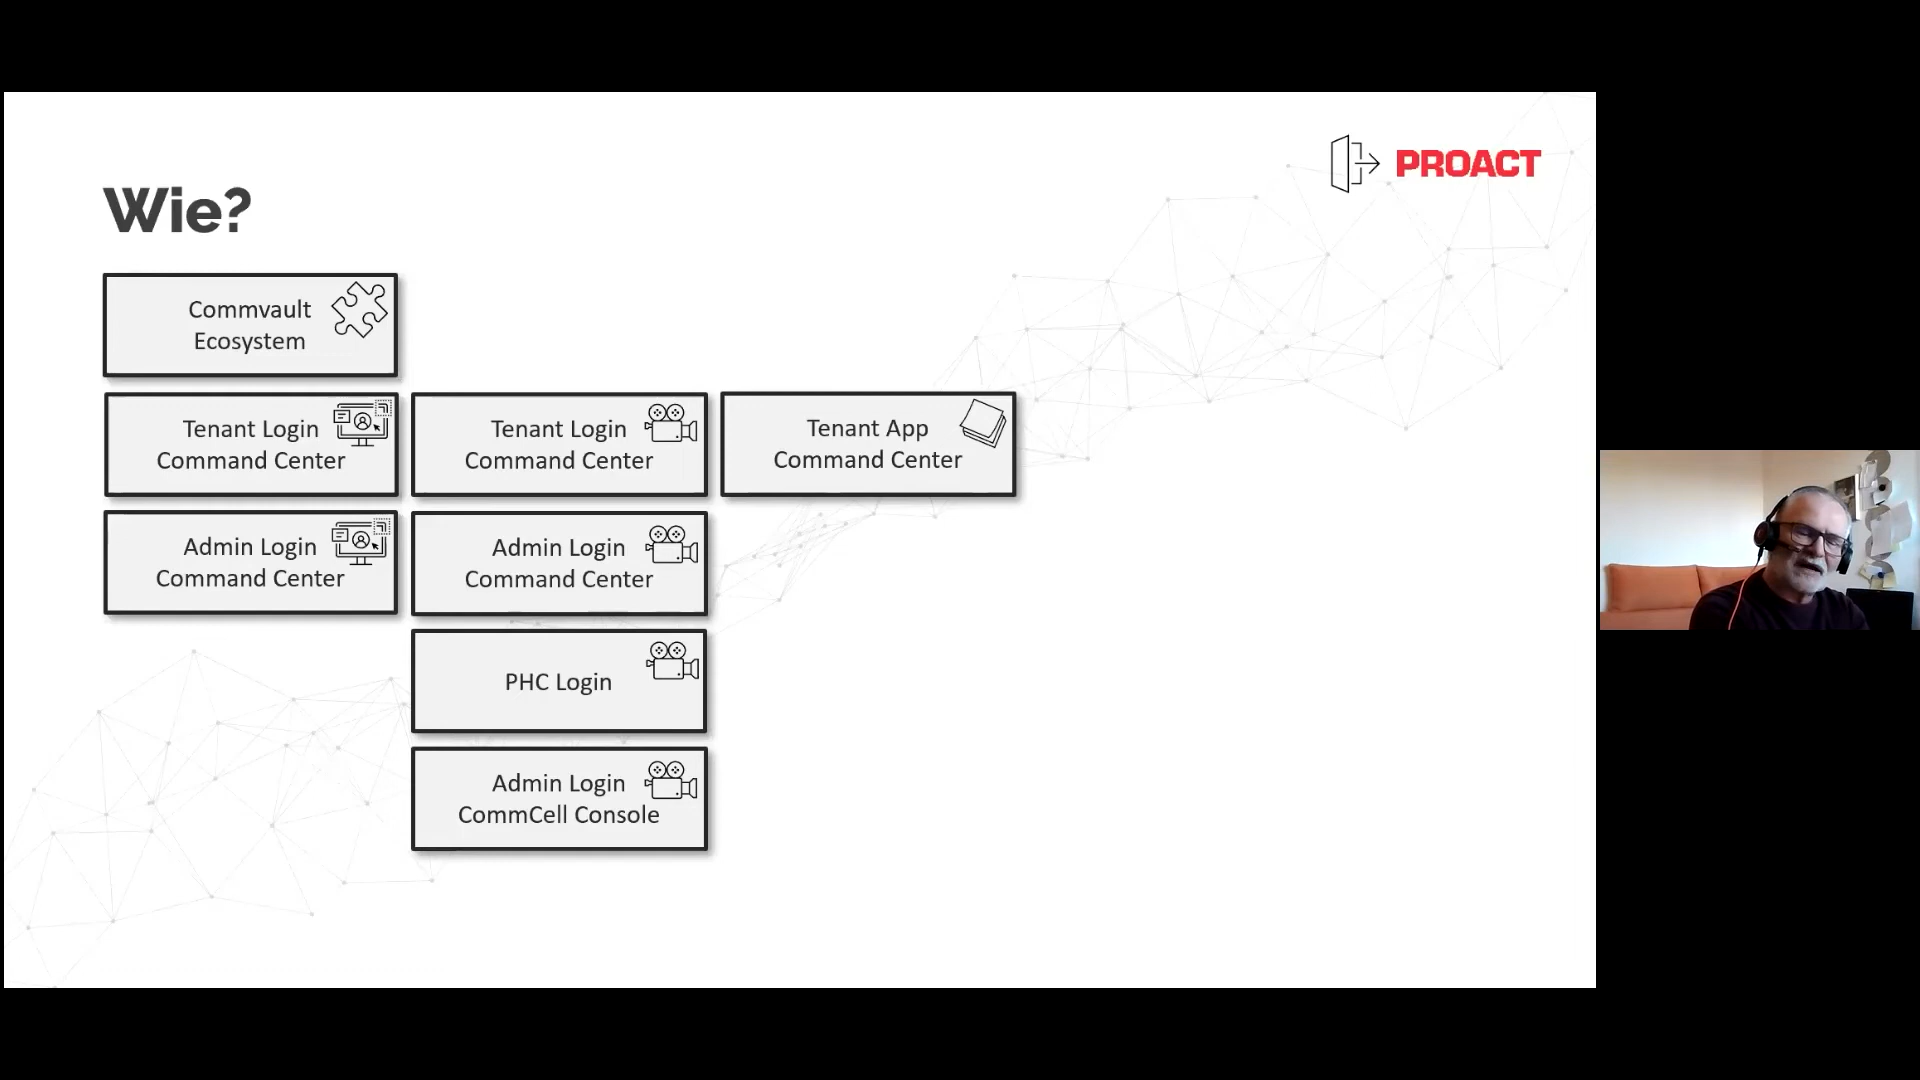 PROACT
Wie?
Commvault
Ecosystem
Tenant Login
Command Center
Tenant Login
Command Center
Tenant App
Command Center
Admin Login
Command Center
Admin Login
Command Center
PHC Login
Admin Login
CommCell Console